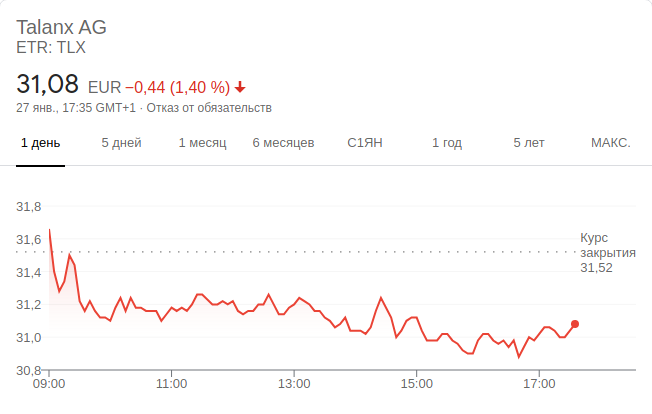 Talanx AG
ETR: TLX
31,08 EUR −0,44 (1,40 %)
27 янв., 17:35 GMT+1 · Отказ от обязательств
1 день 5 дней 1 месяц 6 месяцев С1ЯН 1 год 5 лет МАКС.
31,8
31,6
31,4
31,2
31,0
30,8
Курс
закрытия
31,52
09:00 11:00 13:00 15:00 17:00